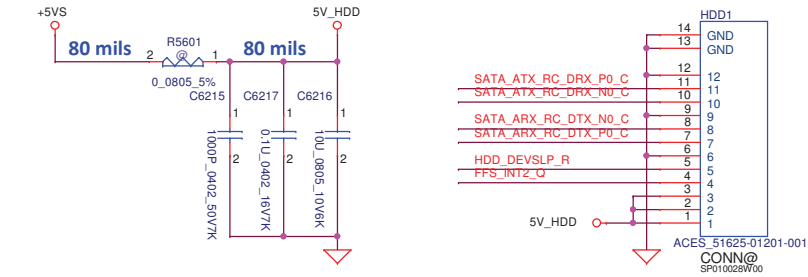 +5VS
5V_HDD
R5601
@
80 mils
2
1
80 mils
0_0805_5%
C6215
C6217
C6216
1
1
1
1000P_0402_50V7K
0.1U_0402_16V7K
10U_0805_10V6K
2
2
2
HDD1
14
GND
13
GND
12
12
SATA_ATX_RC_DRX_P0_C
11
11
SATA_ATX_RC_DRX_N0_C
10
10
9
9
SATA_ARX_RC_DTX_N0_C
8
8
SATA_ARX_RC_DTX_P0_C
7
7
6
6
HDD_DEVSLP_R
5
5
FFS_INT2_Q
4
4
3
3
2
2
5V_HDD
1
1
ACES_51625-01201-001
CONN@
SP010028W00